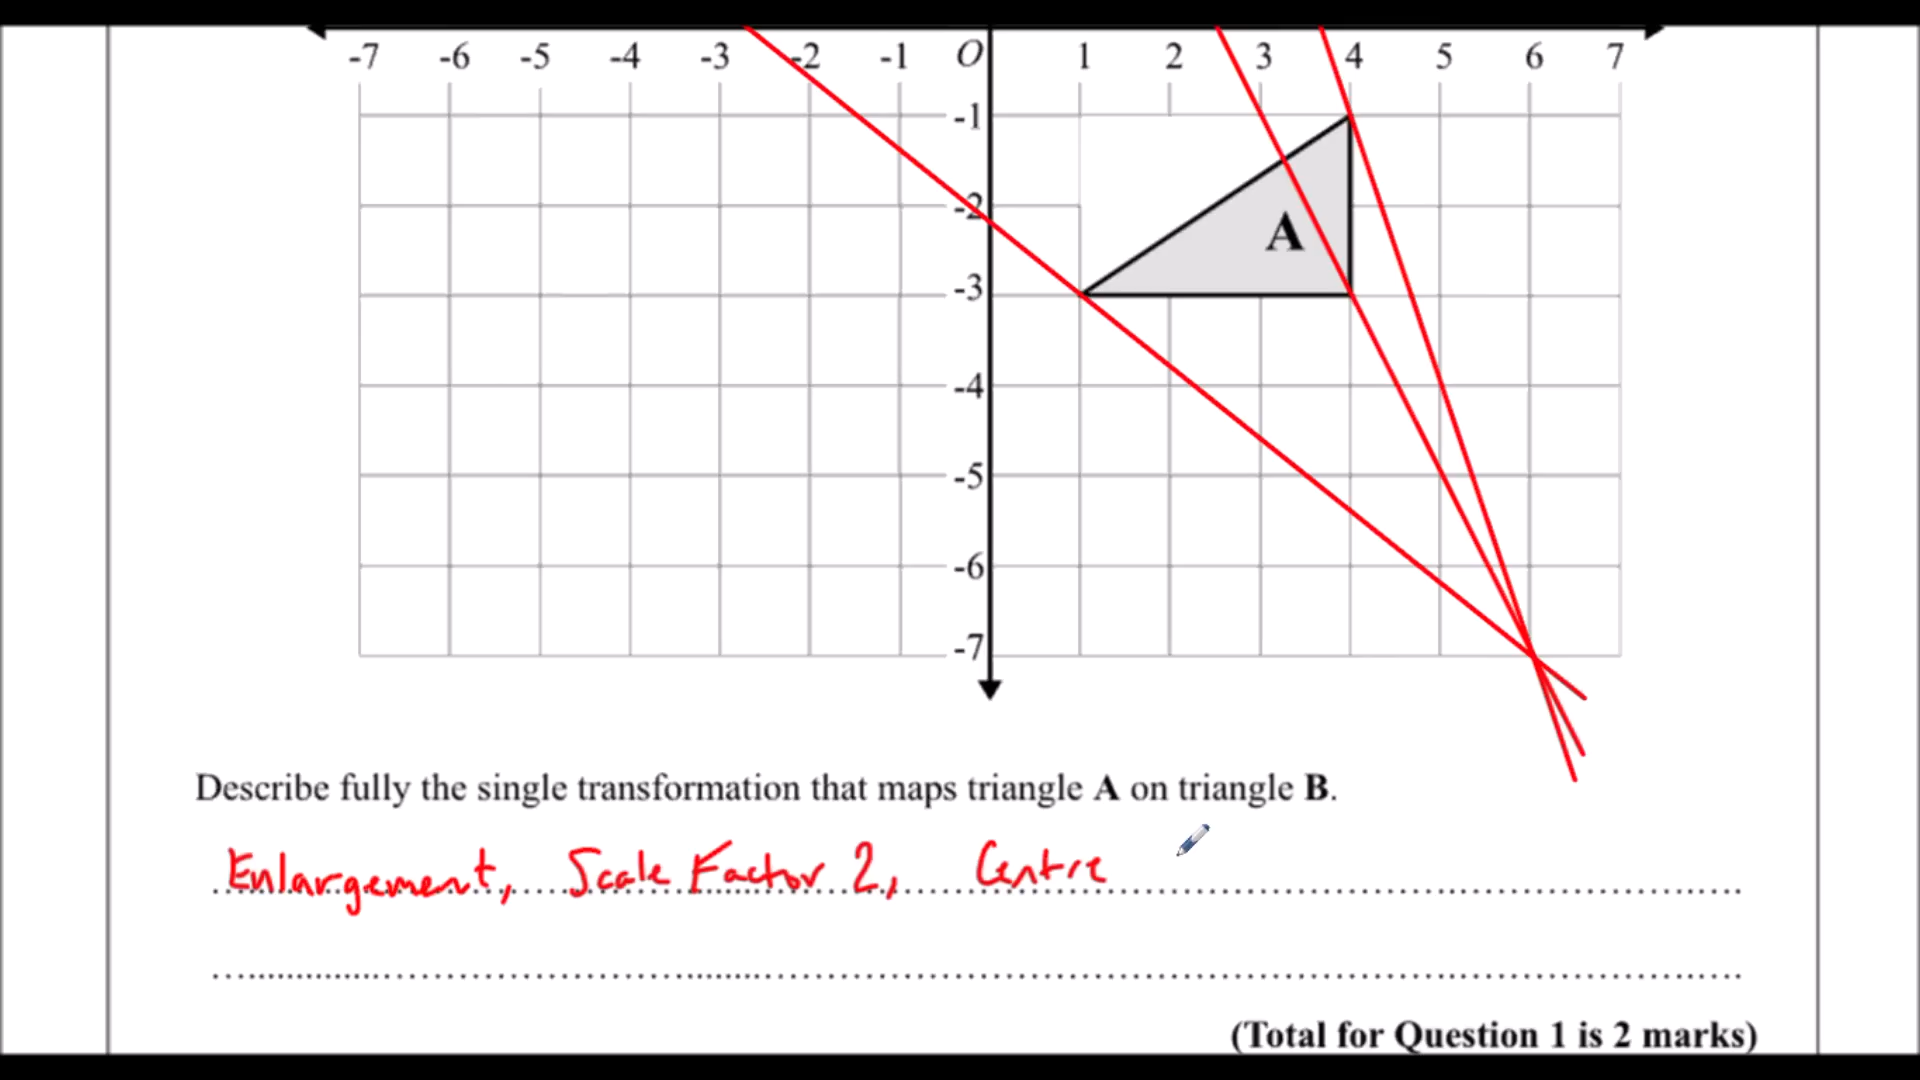 -7 -6 -5 -4 -3 -2 -1 O 1 2 3 4 5 6 7
-1
-2
A
-3
-4
-5
-6
-7
Describe fully the single transformation that maps triangle A on triangle B.
Enlargement, Scale Factor 2, Centre
(Total for Question 1 is 2 marks)